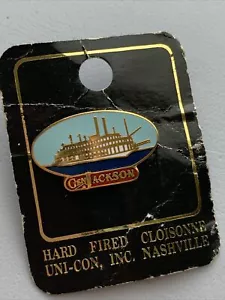 GEN JACKSON
HARD FIRED CLOISONNE
UNI-CON, INC. NASHVILLE